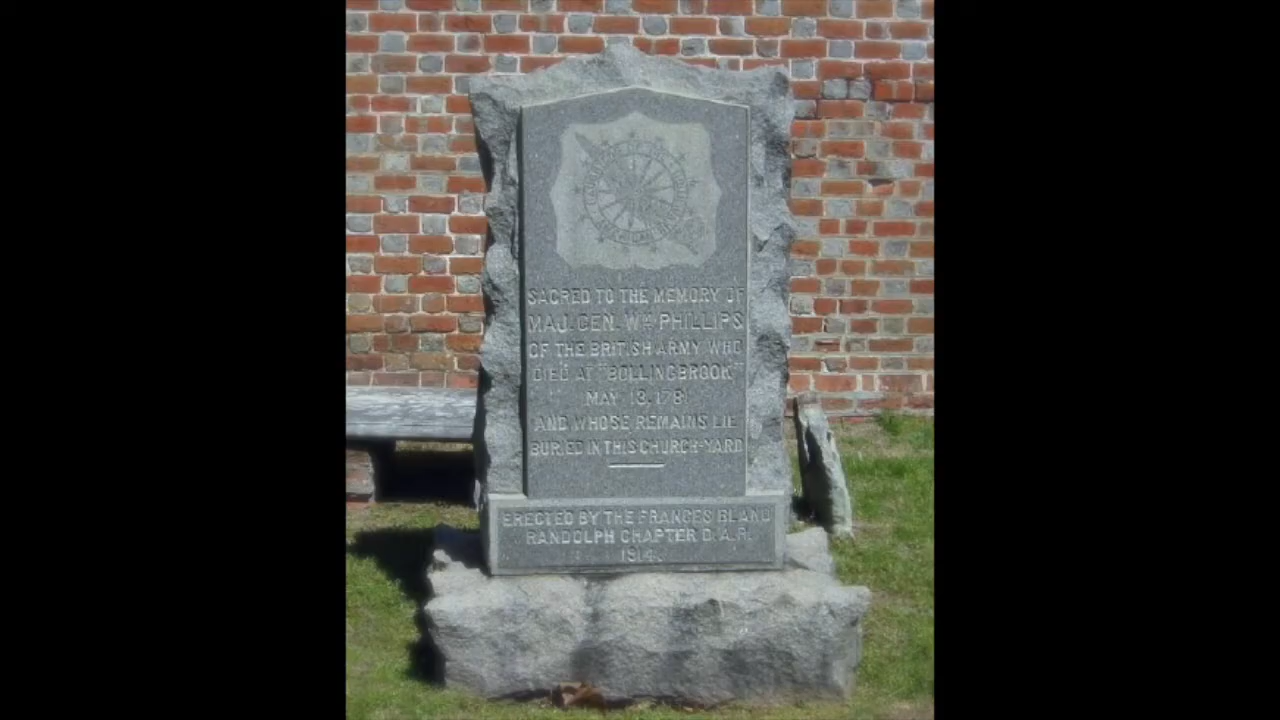 SACRED TO THE MEMORY OF
MAJ. GEN. WM PHILLIPS
OF THE BRITISH ARMY WHO
DIED AT "BOLLINGBROOK"
MAY 13, 1781
AND WHOSE REMAINS LIE
BURIED IN THIS CHURCH-YARD
ERECTED BY THE FRANCES BLAND
RANDOLPH CHAPTER D.A.R.
1914.